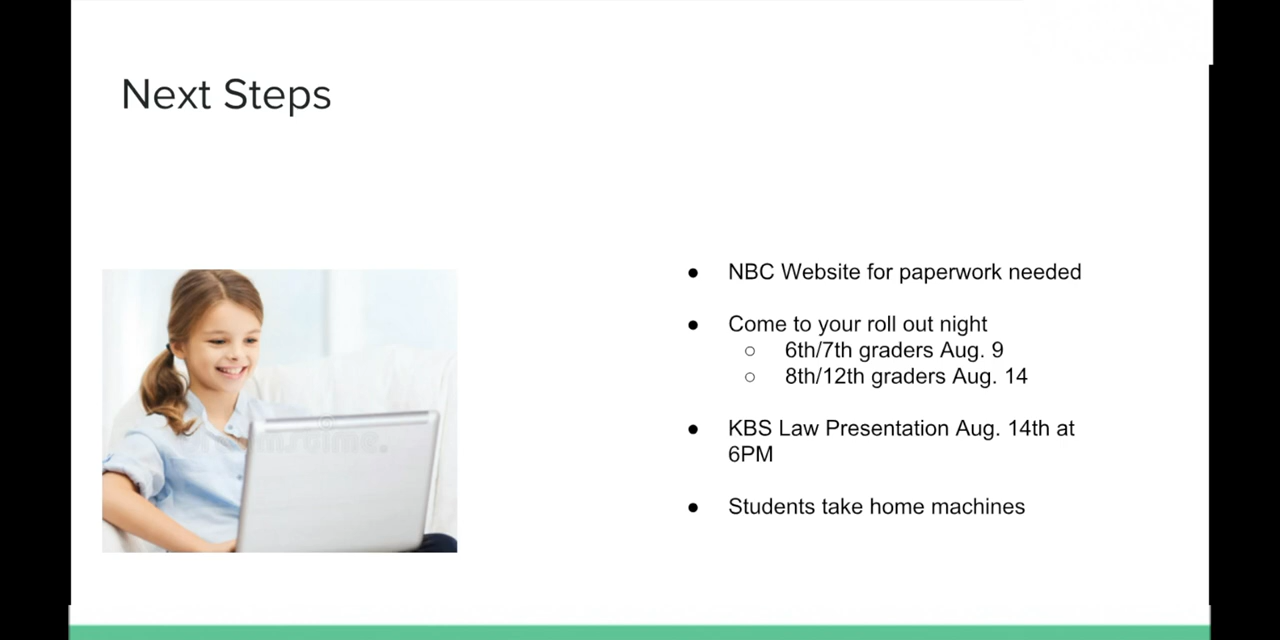 Next Steps
● NBC Website for paperwork needed
● Come to your roll out night
○ 6th/7th graders Aug. 9
○ 8th/12th graders Aug. 14
● KBS Law Presentation Aug. 14th at
6PM
● Students take home machines